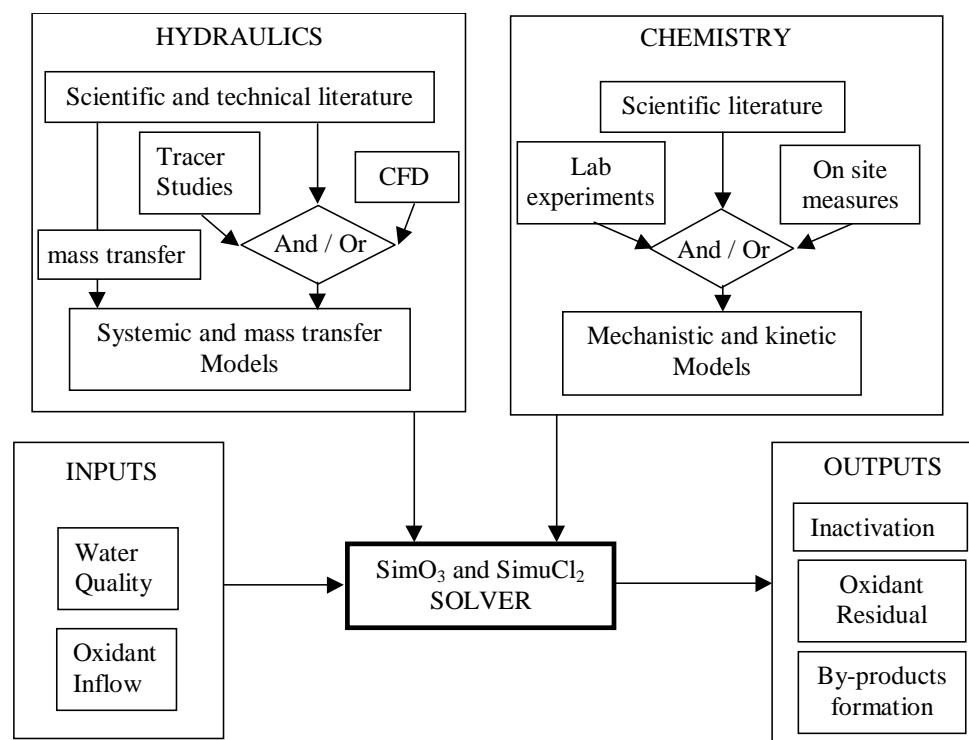 HYDRAULICS
Scientific and technical literature
Tracer
Studies
CFD
And / Or
mass transfer
Systemic and mass transfer
Models
CHEMISTRY
Scientific literature
Lab
experiments
On site
measures
And / Or
Mechanistic and kinetic
Models
INPUTS
Water
Quality
Oxidant
Inflow
SimO₃ and SimuCl₂
SOLVER
OUTPUTS
Inactivation
Oxidant
Residual
By-products
formation